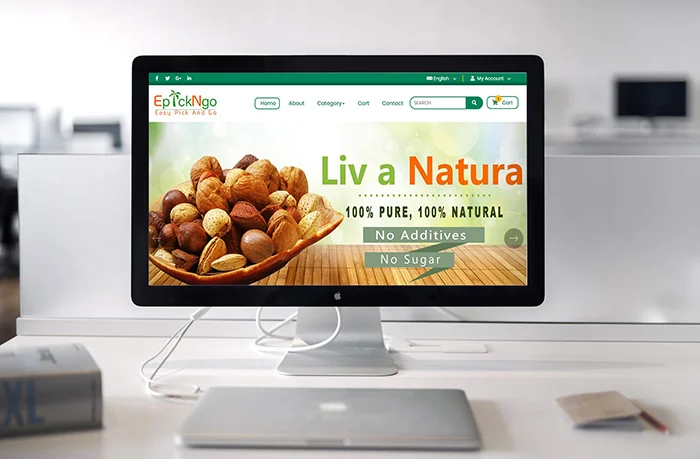 English
My Account
EpickNgo
Easy Pick And Go
Home
About
Category
Cart
Contact
SEARCH
Cart
Liv a Natura
100% PURE, 100% NATURAL
No Additives
No Sugar
XL